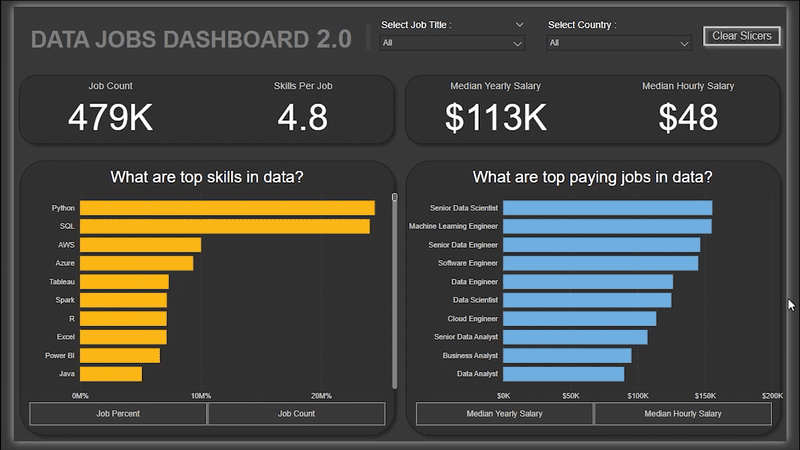 DATA JOBS DASHBOARD 2.0
Select Job Title :
All
Select Country :
All
Clear Slicers
Job Count
479K
Skills Per Job
4.8
Median Yearly Salary
$113K
Median Hourly Salary
$48
What are top skills in data?
Python
SQL
AWS
Azure
Tableau
Spark
R
Excel
Power BI
Java
0M% 10M% 20M%
Job Percent
Job Count
What are top paying jobs in data?
Senior Data Scientist
Machine Learning Engineer
Senior Data Engineer
Software Engineer
Data Engineer
Data Scientist
Cloud Engineer
Senior Data Analyst
Business Analyst
Data Analyst
$0K $50K $100K $150K $200K
Median Yearly Salary
Median Hourly Salary